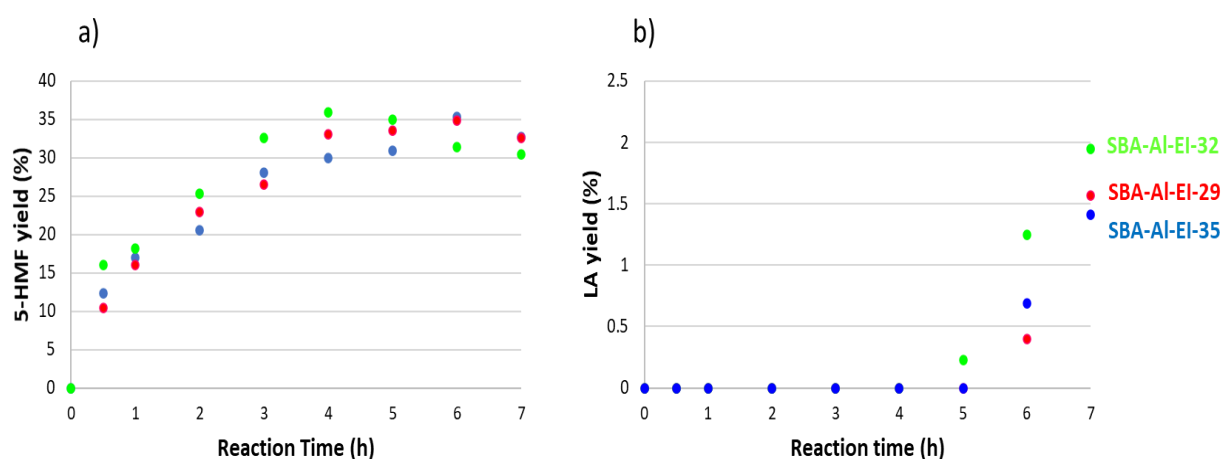 a)
40
35
30
25
20
15
10
5
0
5-HMF yield (%)
0 1 2 3 4 5 6 7
Reaction Time (h)
b)
2.5
2
1.5
1
0.5
0
LA yield (%)
0 1 2 3 4 5 6 7
Reaction time (h)
SBA-Al-EI-32
SBA-Al-EI-29
SBA-Al-EI-35